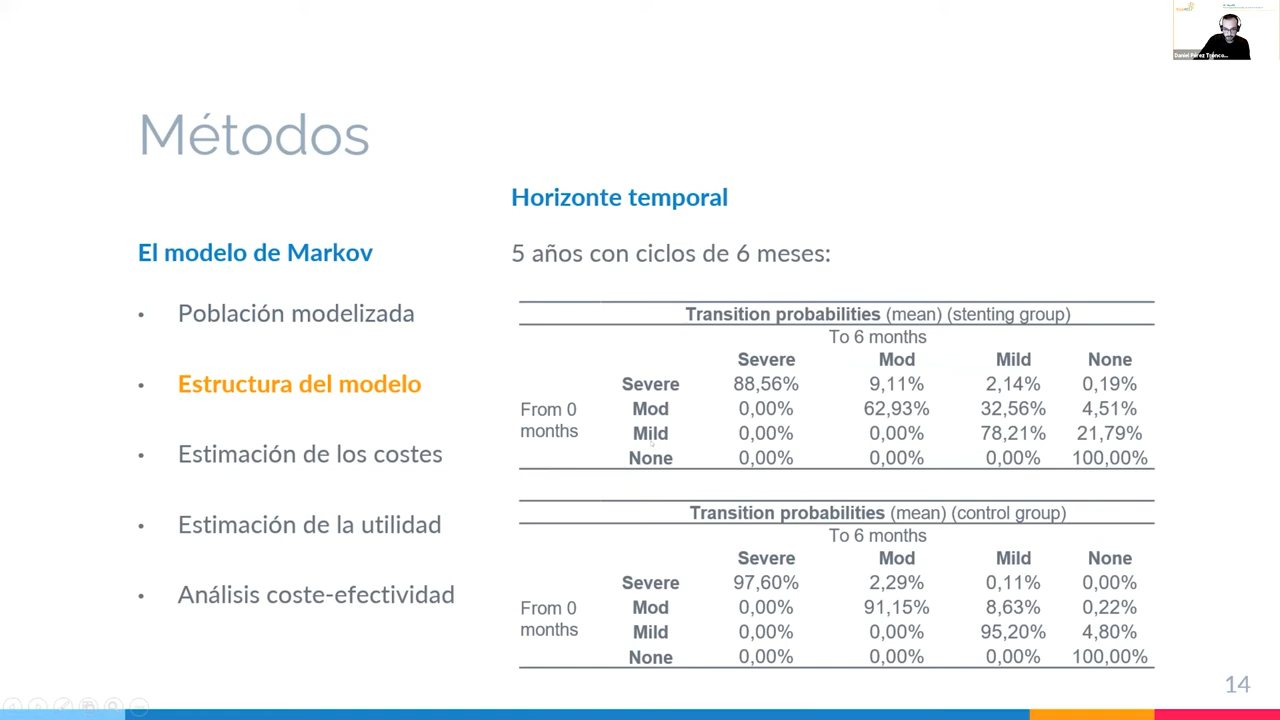 Daniel Pérez Tronco...
Métodos
El modelo de Markov
• Población modelizada
• Estructura del modelo
• Estimación de los costes
• Estimación de la utilidad
• Análisis coste-efectividad
Horizonte temporal
5 años con ciclos de 6 meses:
Transition probabilities (mean) (stenting group)
To 6 months
Severe Mod Mild None
From 0 months
Severe 88,56% 9,11% 2,14% 0,19%
Mod 0,00% 62,93% 32,56% 4,51%
Mild 0,00% 0,00% 78,21% 21,79%
None 0,00% 0,00% 0,00% 100,00%
Transition probabilities (mean) (control group)
To 6 months
Severe Mod Mild None
From 0 months
Severe 97,60% 2,29% 0,11% 0,00%
Mod 0,00% 91,15% 8,63% 0,22%
Mild 0,00% 0,00% 95,20% 4,80%
None 0,00% 0,00% 0,00% 100,00%
14